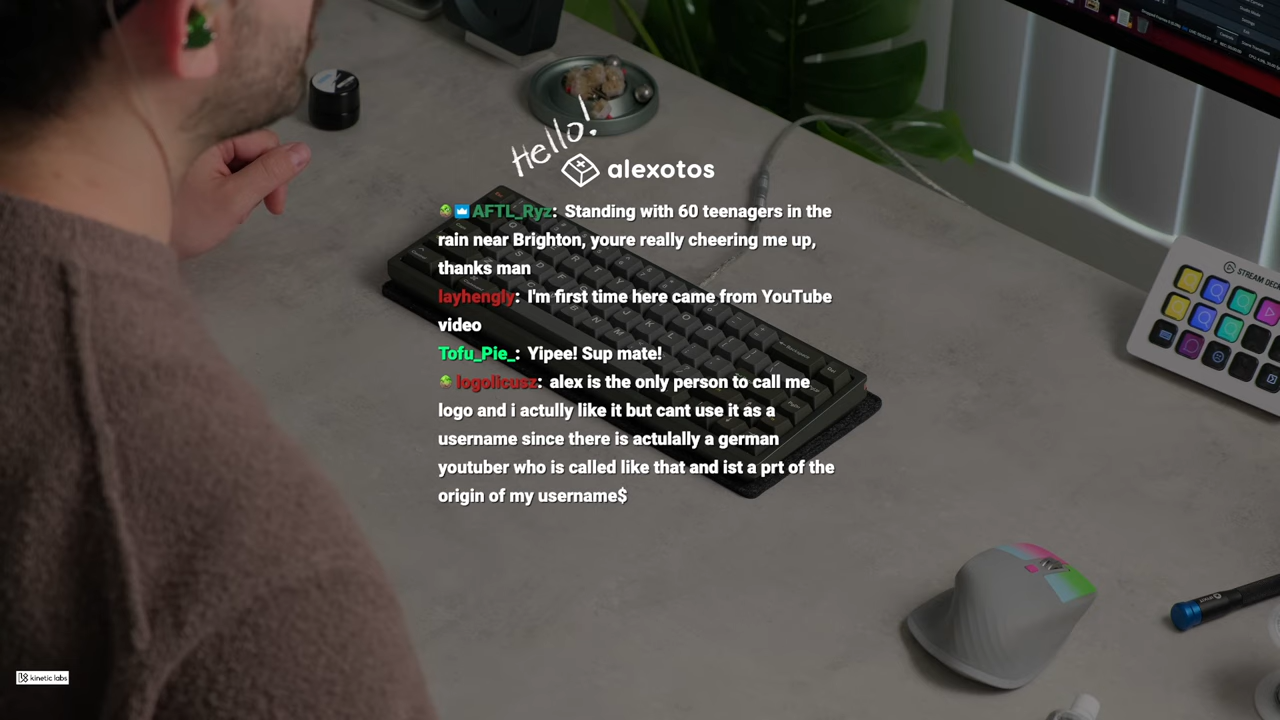 Hello!
alexotos
AFTL_Ryz: Standing with 60 teenagers in the
rain near Brighton, youre really cheering me up,
thanks man
layhengly: I'm first time here came from YouTube
video
Tofu_Pie_: Yipee! Sup mate!
logolicusz: alex is the only person to call me
logo and i actully like it but cant use it as a
username since there is actulally a german
youtuber who is called like that and ist a prt of the
origin of my username$
STREAM DECK
kinetic labs